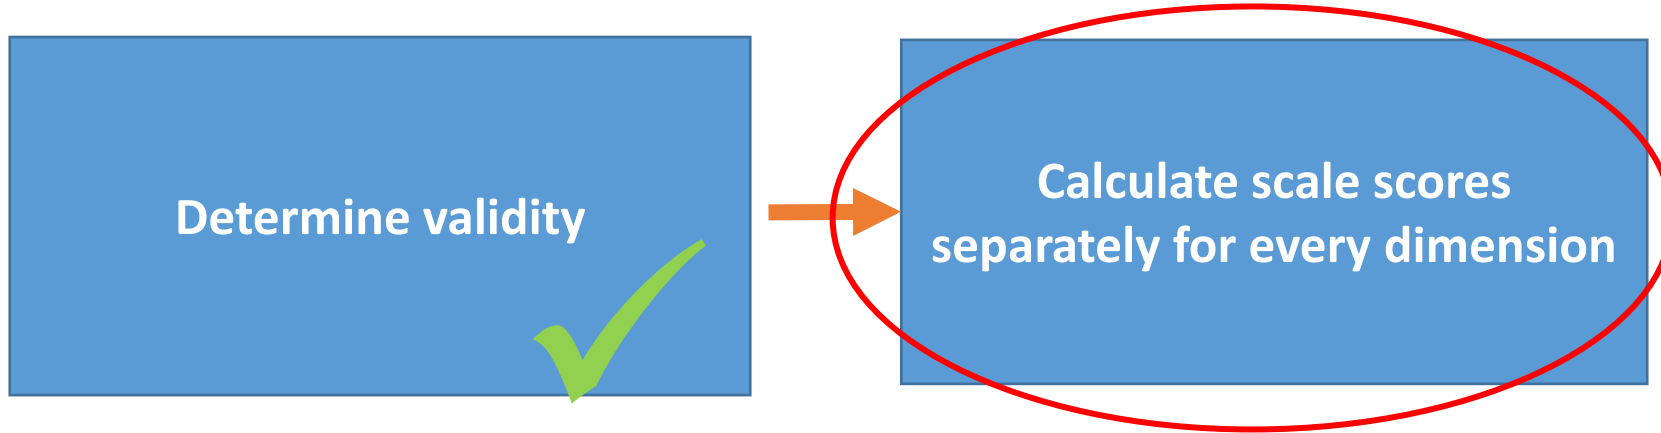 Determine validity
Calculate scale scores
separately for every dimension